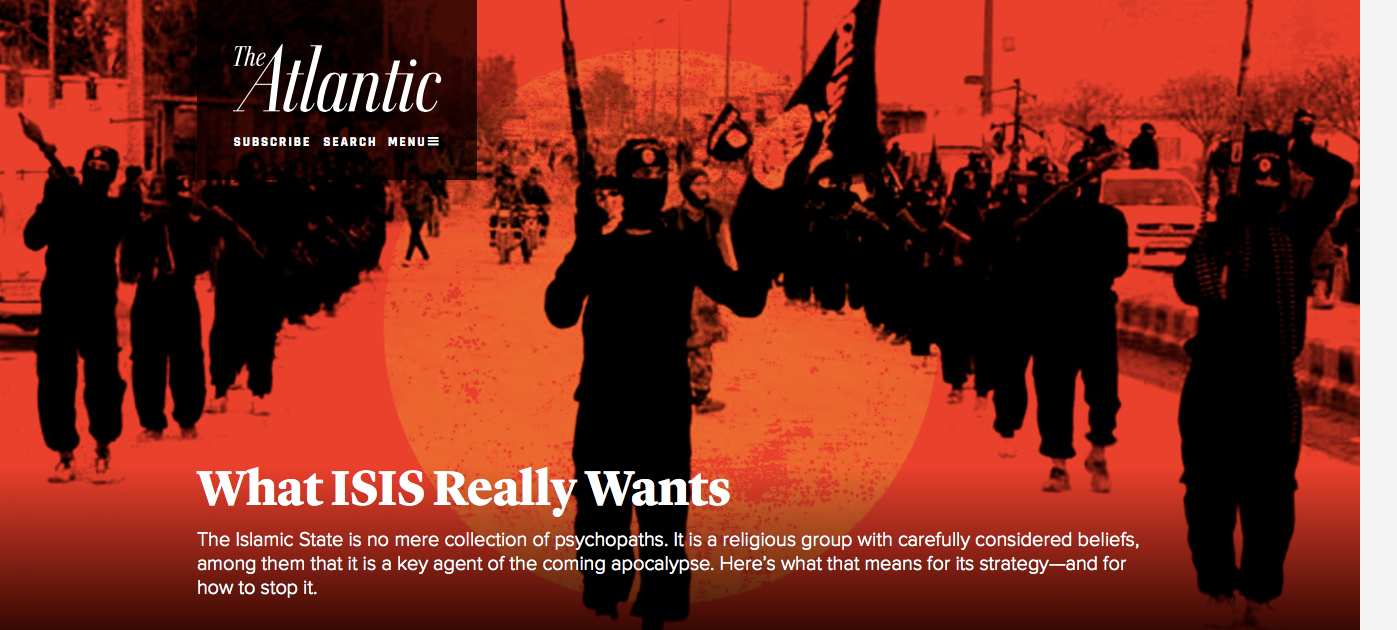 The Atlantic
SUBSCRIBE SEARCH MENU
What ISIS Really Wants
The Islamic State is no mere collection of psychopaths. It is a religious group with carefully considered beliefs,
among them that it is a key agent of the coming apocalypse. Here’s what that means for its strategy—and for
how to stop it.